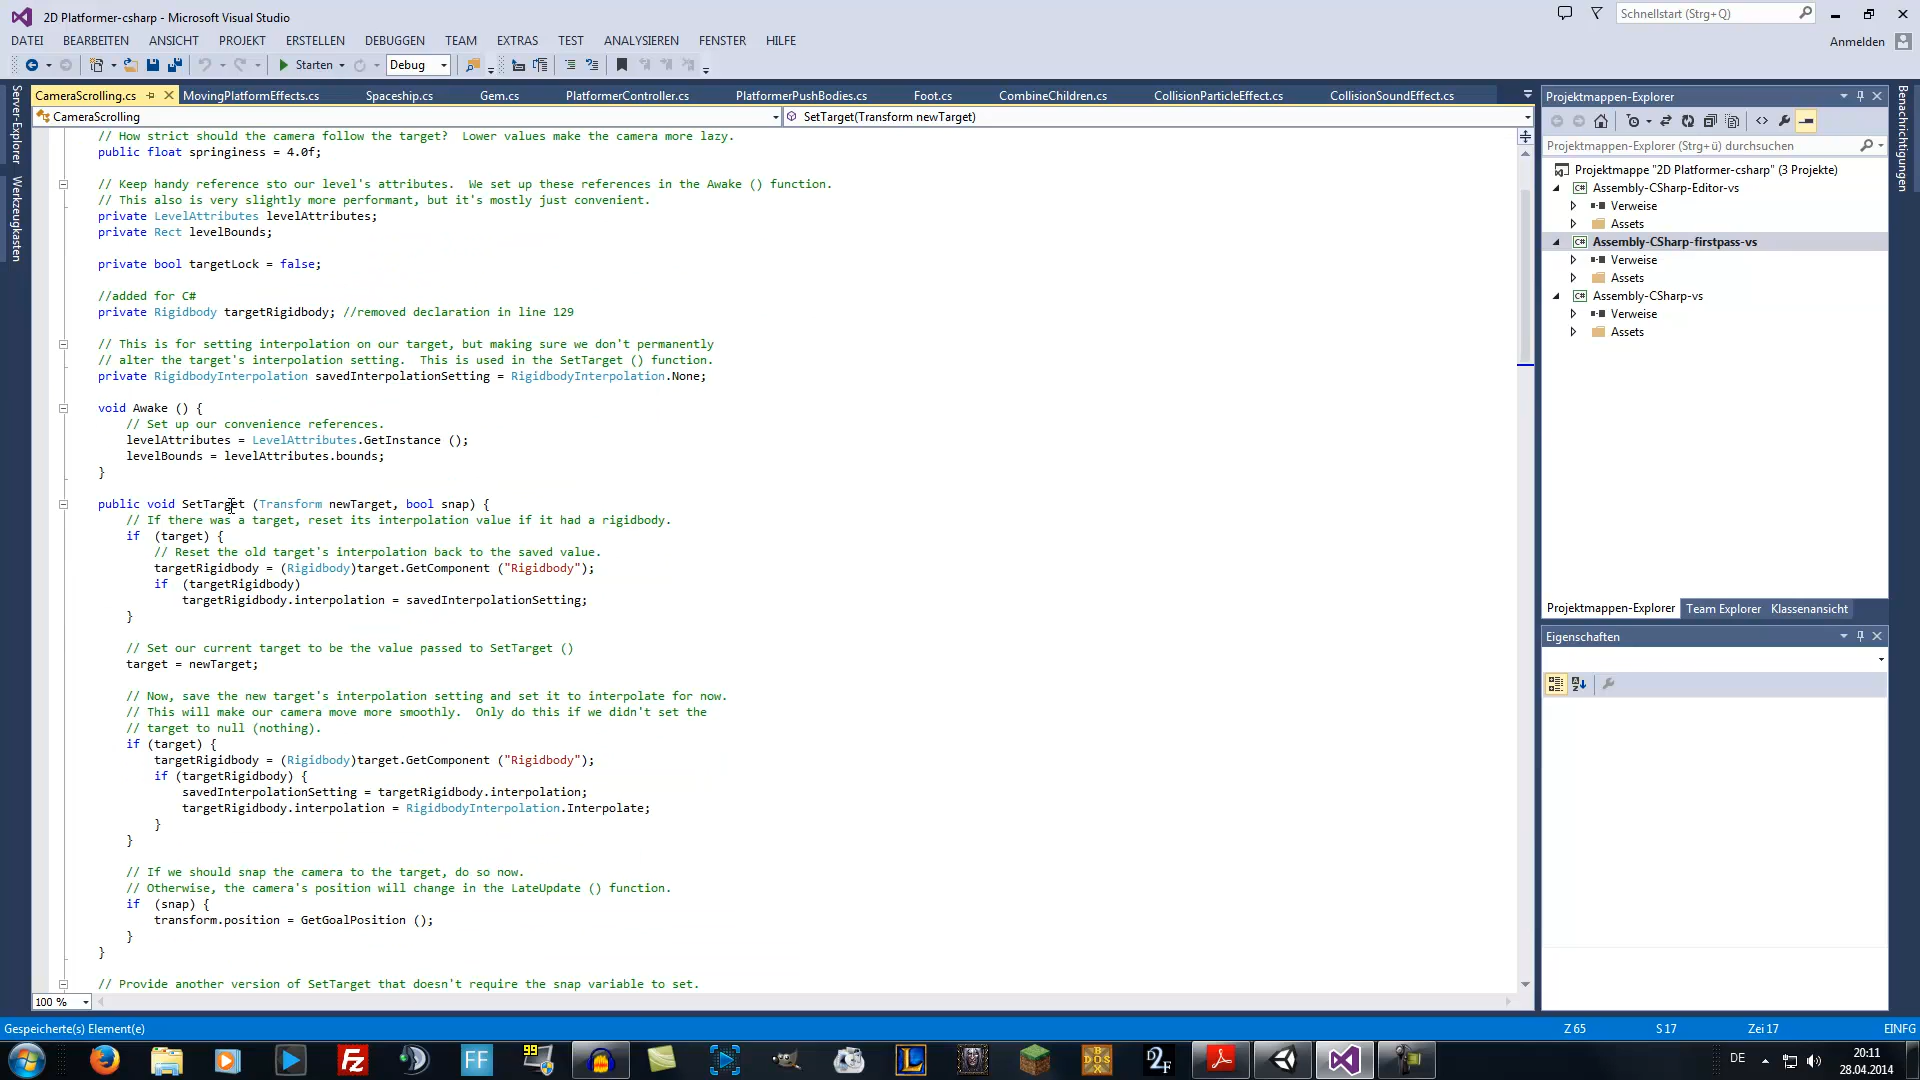 2D Platformer-csharp - Microsoft Visual Studio
Schnellstart (Strg+Q)
DATEI BEARBEITEN ANSICHT PROJEKT ERSTELLEN DEBUGGEN TEAM EXTRAS TEST ANALYSIEREN FENSTER HILFE
Anmelden
Starten Debug
Server-Explorer
Werkzeugkasten
CameraScrolling.cs MovingPlatformEffects.cs Spaceship.cs Gem.cs PlatformerController.cs PlatformerPushBodies.cs Foot.cs CombineChildren.cs CollisionParticleEffect.cs CollisionSoundEffect.cs
CameraScrolling SetTarget(Transform newTarget)
// How strict should the camera follow the target?  Lower values make the camera more lazy.
public float springiness = 4.0f;
// Keep handy reference sto our level's attributes.  We set up these references in the Awake () function.
// This also is very slightly more performant, but it's mostly just convenient.
private LevelAttributes levelAttributes;
private Rect levelBounds;
private bool targetLock = false;
//added for C#
private Rigidbody targetRigidbody; //removed declaration in line 129
// This is for setting interpolation on our target, but making sure we don't permanently
// alter the target's interpolation setting.  This is used in the SetTarget () function.
private RigidbodyInterpolation savedInterpolationSetting = RigidbodyInterpolation.None;
void Awake () {
// Set up our convenience references.
levelAttributes = LevelAttributes.GetInstance ();
levelBounds = levelAttributes.bounds;
}
public void SetTarget (Transform newTarget, bool snap) {
// If there was a target, reset its interpolation value if it had a rigidbody.
if  (target) {
// Reset the old target's interpolation back to the saved value.
targetRigidbody = (Rigidbody)target.GetComponent ("Rigidbody");
if  (targetRigidbody)
targetRigidbody.interpolation = savedInterpolationSetting;
}
// Set our current target to be the value passed to SetTarget ()
target = newTarget;
// Now, save the new target's interpolation setting and set it to interpolate for now.
// This will make our camera move more smoothly.  Only do this if we didn't set the
// target to null (nothing).
if (target) {
targetRigidbody = (Rigidbody)target.GetComponent ("Rigidbody");
if (targetRigidbody) {
savedInterpolationSetting = targetRigidbody.interpolation;
targetRigidbody.interpolation = RigidbodyInterpolation.Interpolate;
}
}
// If we should snap the camera to the target, do so now.
// Otherwise, the camera's position will change in the LateUpdate () function.
if  (snap) {
transform.position = GetGoalPosition ();
}
}
// Provide another version of SetTarget that doesn't require the snap variable to set.
100 %
Projektmappen-Explorer
Projektmappen-Explorer (Strg+ü) durchsuchen
Projektmappe "2D Platformer-csharp" (3 Projekte)
C# Assembly-CSharp-Editor-vs
Verweise
Assets
C# Assembly-CSharp-firstpass-vs
Verweise
Assets
C# Assembly-CSharp-vs
Verweise
Assets
Projektmappen-Explorer Team Explorer Klassenansicht
Eigenschaften
Benachrichtigungen
Gespeicherte(s) Element(e) Z 65 S 17 Zei 17 EINFG
FF 99 L BOX DOS 2F
DE 20:11
28.04.2014